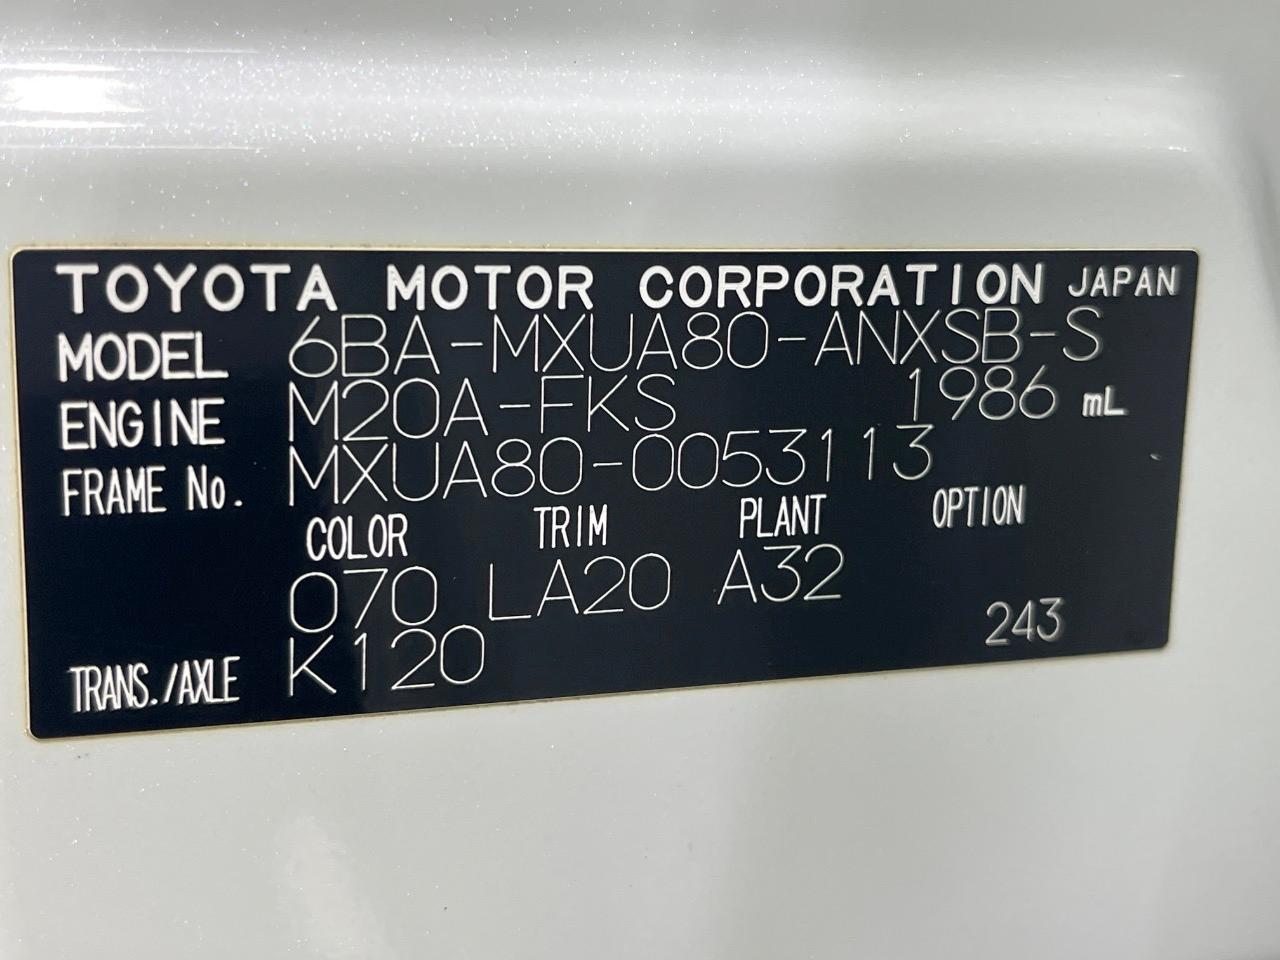 TOYOTA MOTOR CORPORATION JAPAN
MODEL 6BA-MXUA80-ANXSB-S
ENGINE M20A-FKS 1986 mL
FRAME No. MXUA80-0053113
COLOR TRIM PLANT OPTION
070 LA20 A32
TRANS./AXLE K120 243